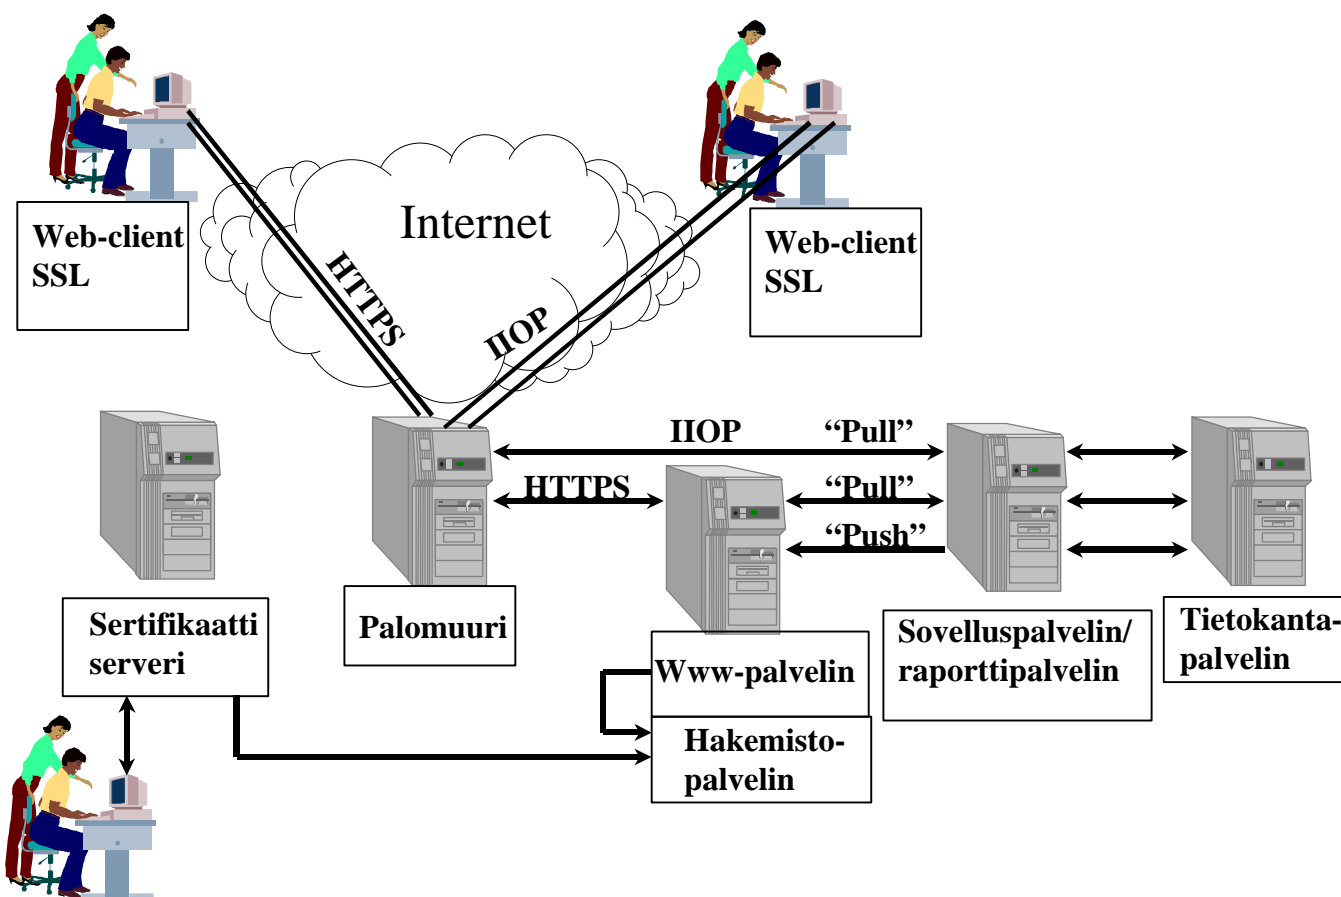 Internet
Web-client
SSL
Web-client
SSL
HTTPS
IIOP
IIOP
“Pull”
HTTPS
“Pull”
“Push”
Sertifikaatti
serveri
Palomuuri
Www-palvelin
Hakemisto-
palvelin
Sovelluspalvelin/
raporttipalvelin
Tietokanta-
palvelin